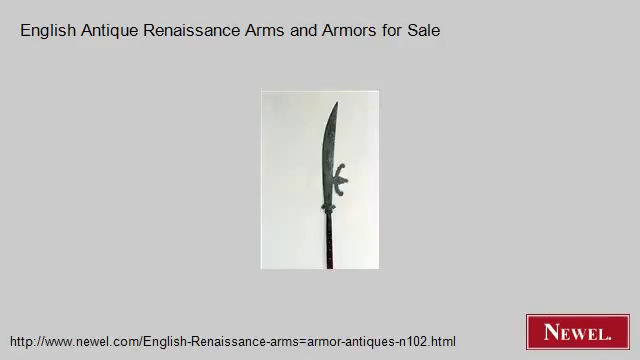 English Antique Renaissance Arms and Armors for Sale
NEWEL.
http://www.newel.com/English-Renaissance-arms=armor-antiques-n102.html